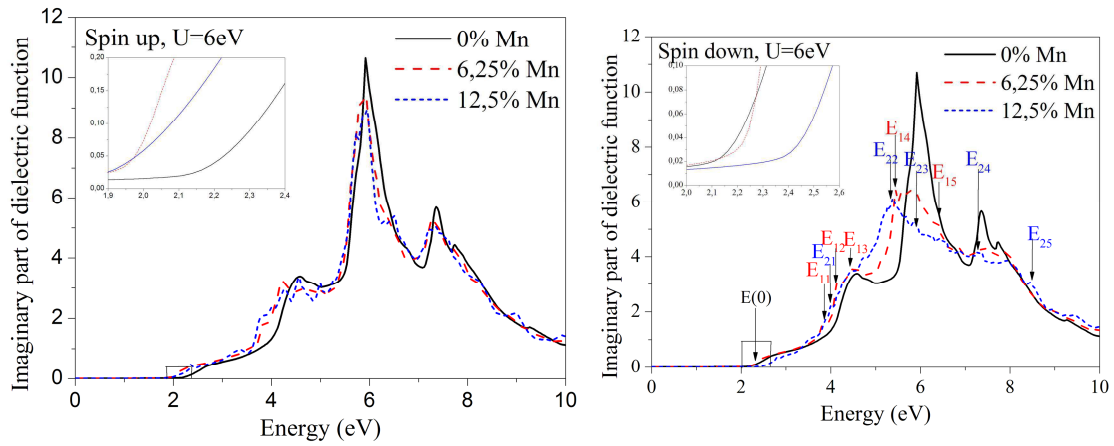 Spin up, U=6eV
0% Mn
6,25% Mn
12,5% Mn
0,20
0,15
0,10
0,05
0,00
1,9 2,0 2,1 2,2 2,3 2,4
12
10
8
6
4
2
0
0 2 4 6 8 10
Imaginary part of dielectric function
Energy (eV)
Spin down, U=6eV
0% Mn
6,25% Mn
12,5% Mn
0,10
0,08
0,06
0,04
0,02
0,00
2,0 2,1 2,2 2,3 2,4 2,5 2,6
E14
E22 E23 E24
E15
E12 E13
E21
E11
E25
E(0)
12
10
8
6
4
2
0
0 2 4 6 8 10
Imaginary part of dielectric function
Energy (eV)